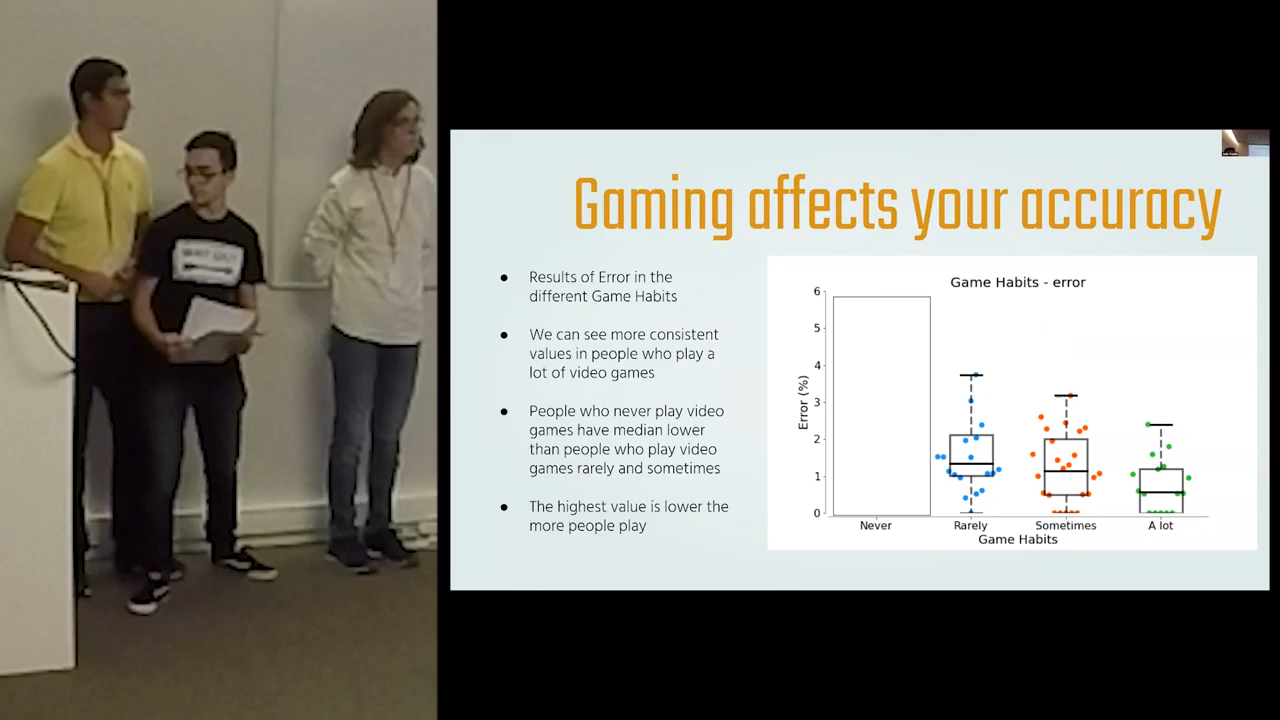 Gaming affects your accuracy
● Results of Error in the
different Game Habits
● We can see more consistent
values in people who play a
lot of video games
● People who never play video
games have median lower
than people who play video
games rarely and sometimes
● The highest value is lower the
more people play
Game Habits - error
Error (%)
6
5
4
3
2
1
0
Never Rarely Sometimes A lot
Game Habits